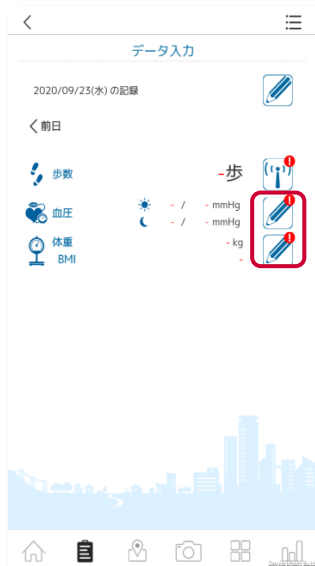 データ入力
2020/09/23(水) の記録
前日
歩数 -歩
血圧 - / - mmHg
- / - mmHg
体重 - kg
BMI -